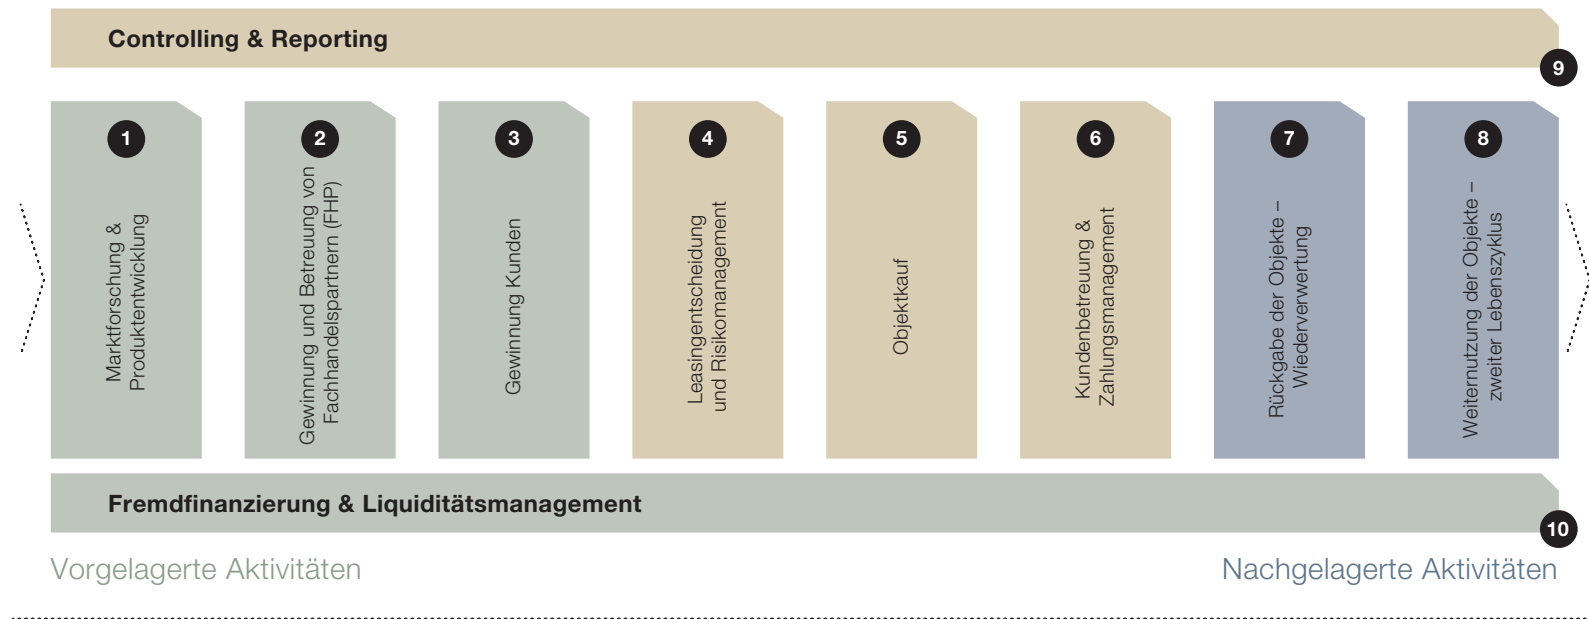 Controlling & Reporting
9
1
Marktforschung &
Produktentwicklung
2
Gewinnung und Betreuung von
Fachhandelspartnern (FHP)
3
Gewinnung Kunden
4
Leasingentscheidung
und Risikomanagement
5
Objektkauf
6
Kundenbetreuung &
Zahlungsmanagement
7
Rückgabe der Objekte –
Wiederverwertung
8
Weiternutzung der Objekte –
zweiter Lebenszyklus
Fremdfinanzierung & Liquiditätsmanagement
10
Vorgelagerte Aktivitäten
Nachgelagerte Aktivitäten